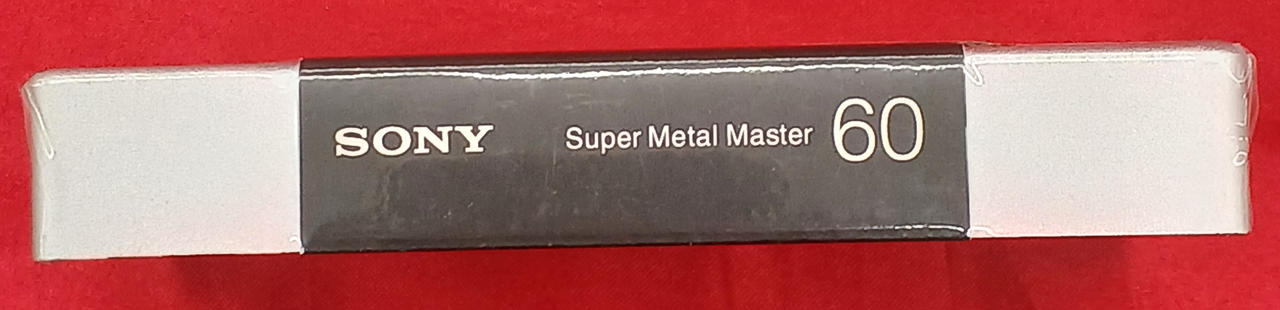 SONY Super Metal Master 60